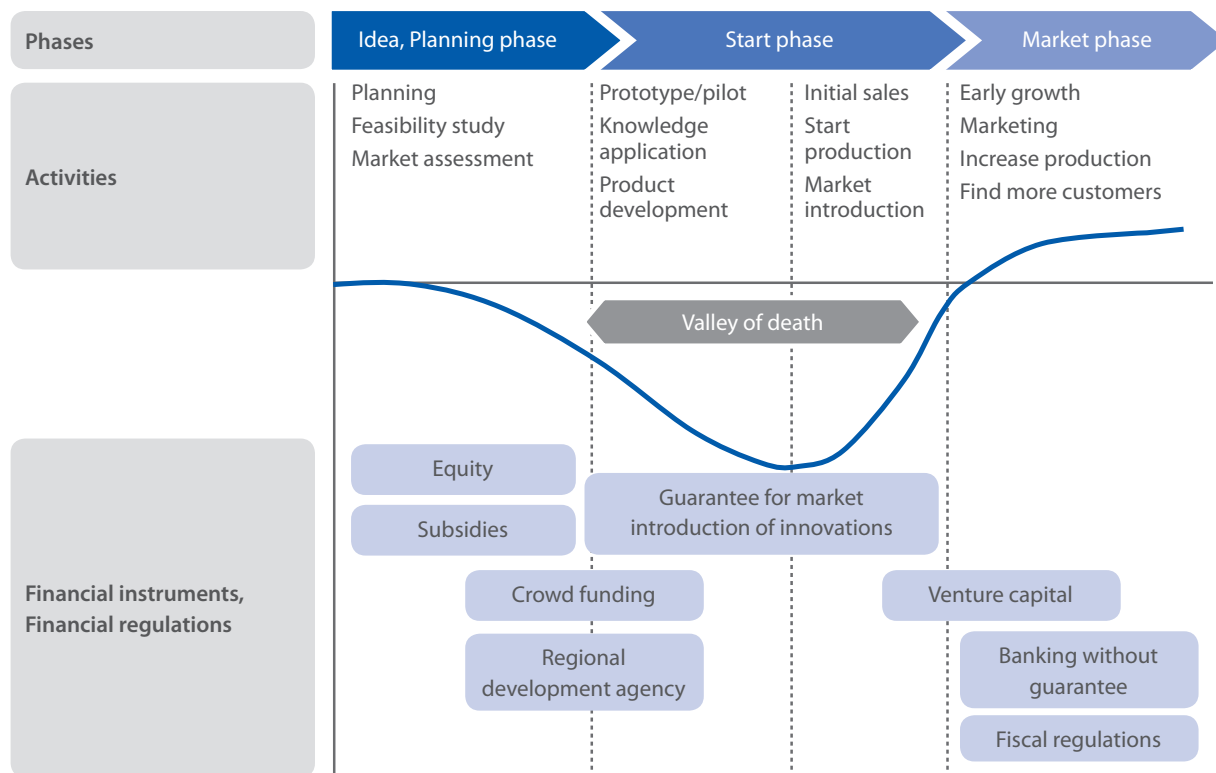 Phases
Idea, Planning phase
Start phase
Market phase
Activities
Planning
Feasibility study
Market assessment
Prototype/pilot
Knowledge
application
Product
development
Initial sales
Start
production
Market
introduction
Early growth
Marketing
Increase production
Find more customers
Valley of death
Financial instruments,
Financial regulations
Equity
Subsidies
Guarantee for market
introduction of innovations
Crowd funding
Regional
development agency
Venture capital
Banking without
guarantee
Fiscal regulations